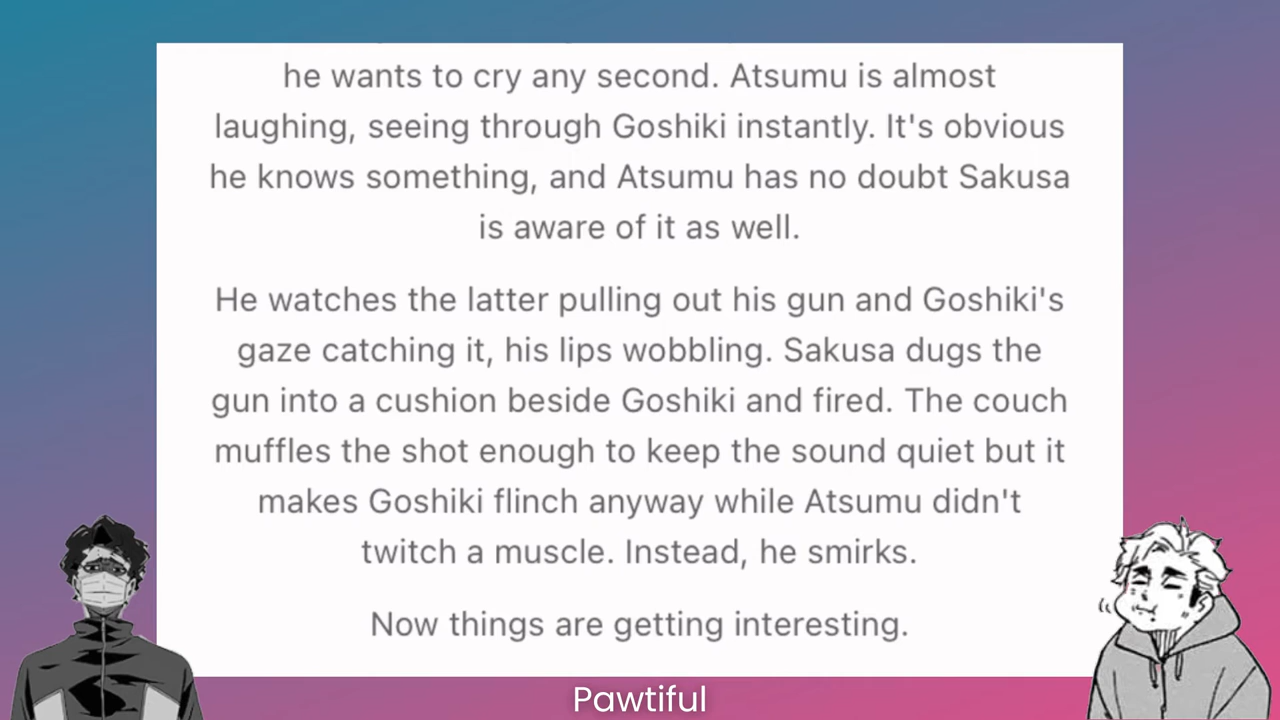 he wants to cry any second. Atsumu is almost
laughing, seeing through Goshiki instantly. It's obvious
he knows something, and Atsumu has no doubt Sakusa
is aware of it as well.
He watches the latter pulling out his gun and Goshiki's
gaze catching it, his lips wobbling. Sakusa dugs the
gun into a cushion beside Goshiki and fired. The couch
muffles the shot enough to keep the sound quiet but it
makes Goshiki flinch anyway while Atsumu didn't
twitch a muscle. Instead, he smirks.
Now things are getting interesting.
Pawtiful